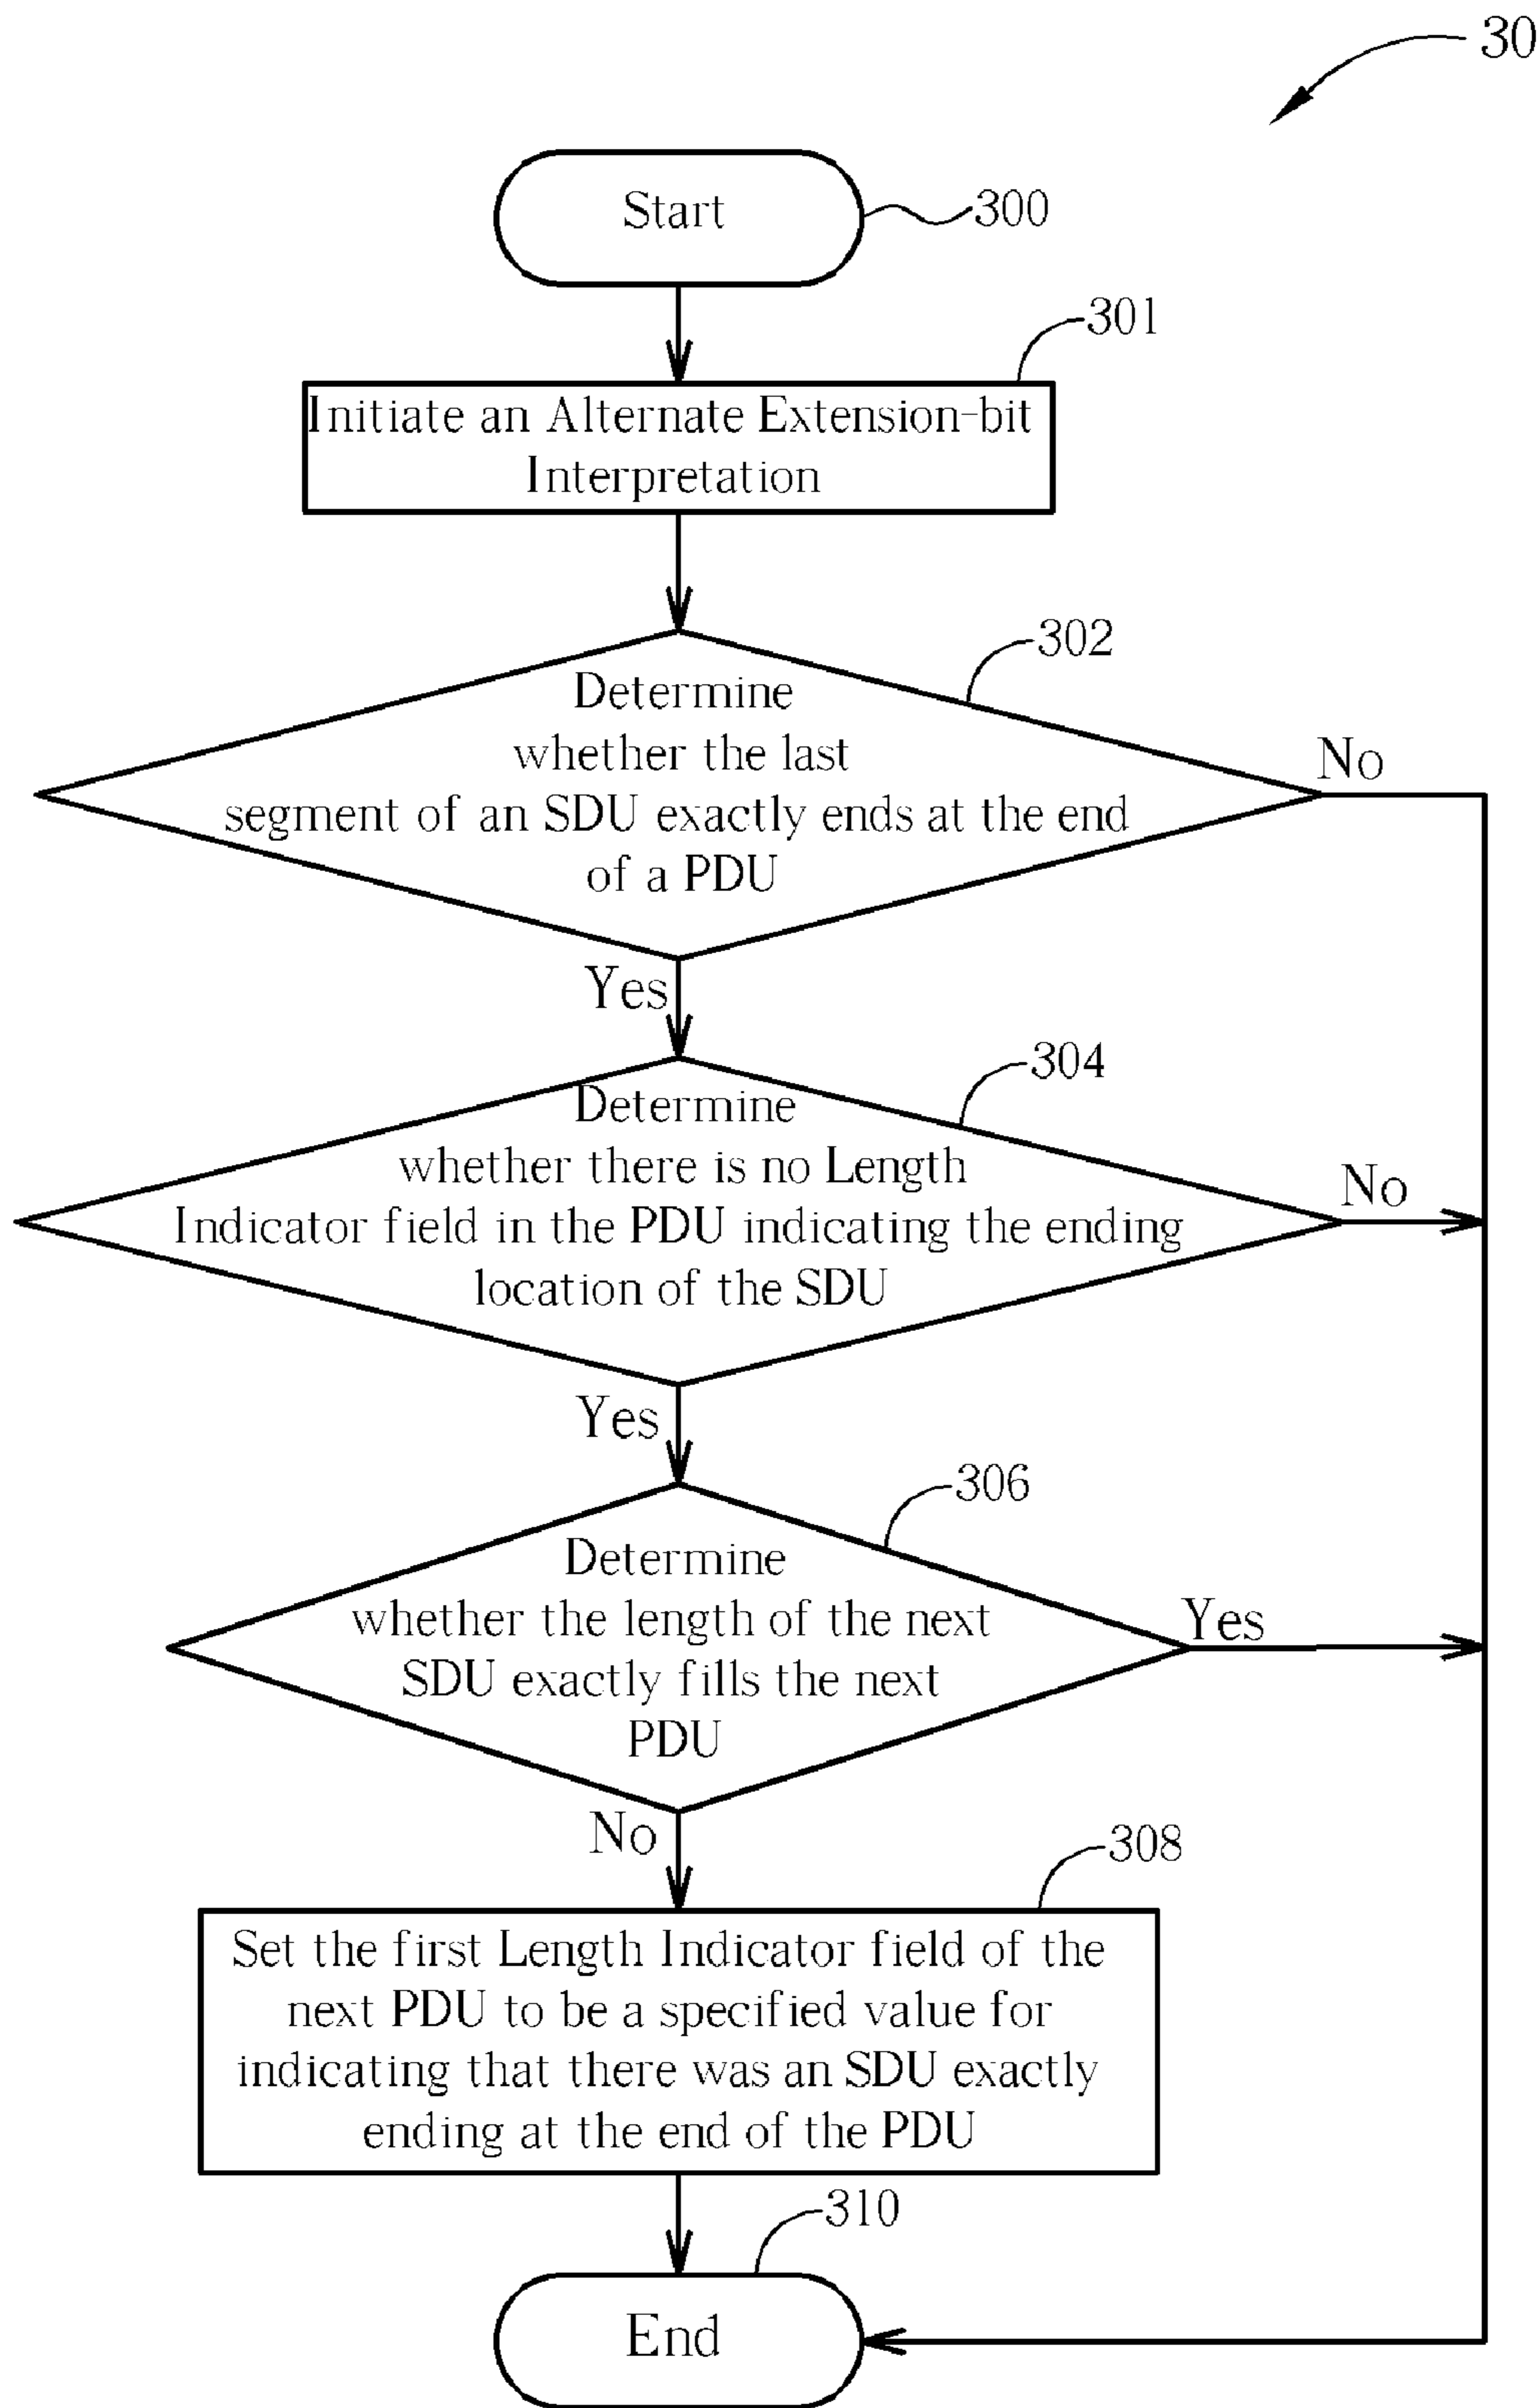 30
Start
300
301
Initiate an Alternate Extension-bit
Interpretation
302
Determine
whether the last
segment of an SDU exactly ends at the end
of a PDU
No
Yes
304
Determine
whether there is no Length
Indicator field in the PDU indicating the ending
location of the SDU
No
Yes
306
Determine
whether the length of the next
SDU exactly fills the next
PDU
Yes
No
308
Set the first Length Indicator field of the
next PDU to be a specified value for
indicating that there was an SDU exactly
ending at the end of the PDU
310
End